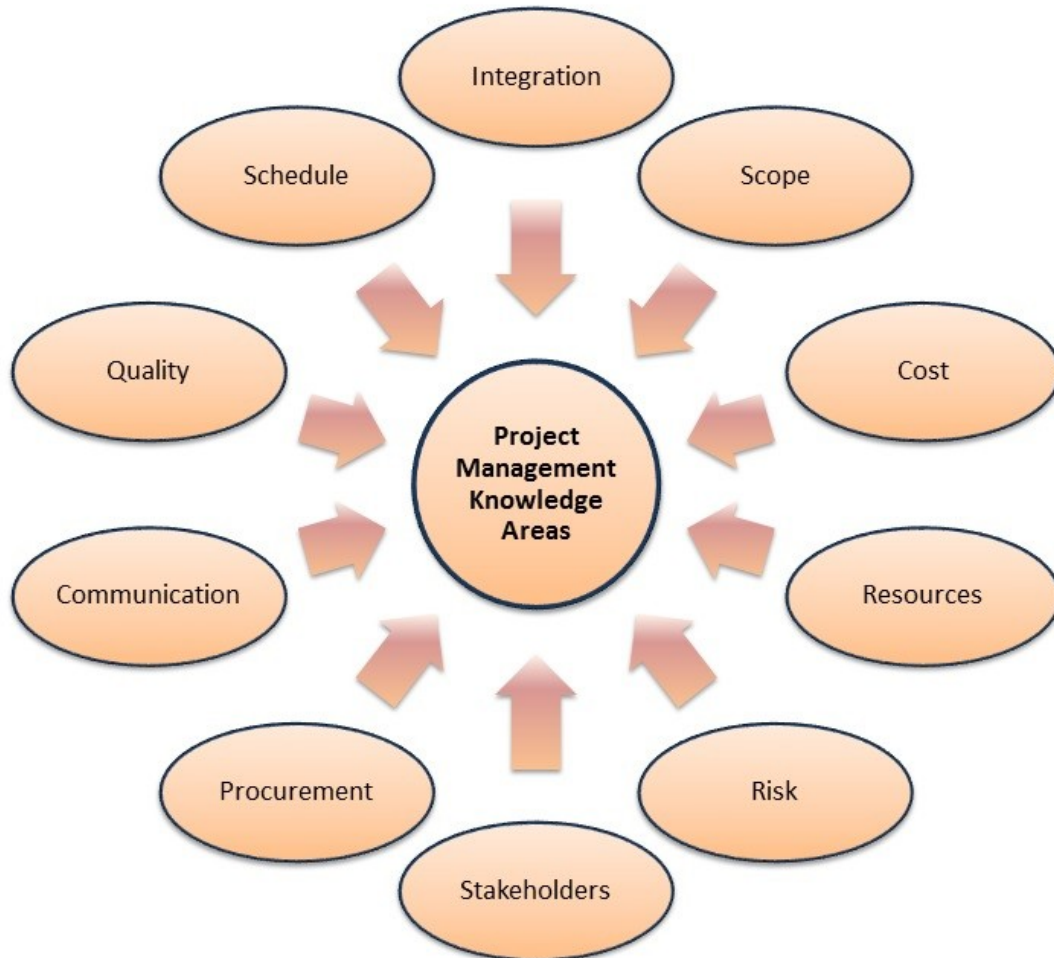 Integration
Schedule
Scope
Quality
Cost
Project
Management
Knowledge
Areas
Communication
Resources
Procurement
Risk
Stakeholders